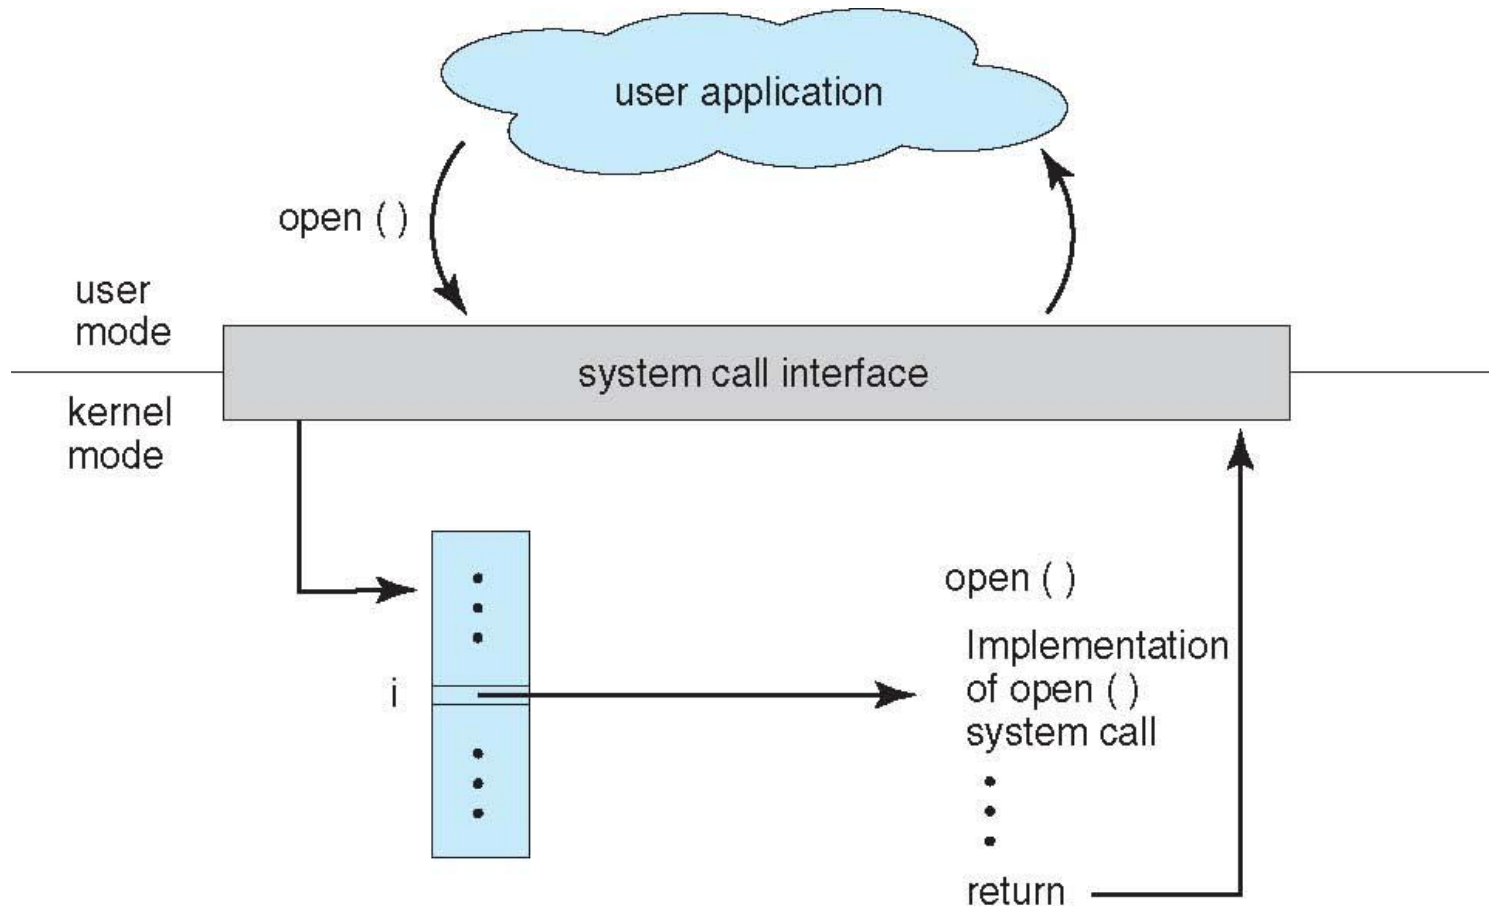 user application
open ( )
user
mode
system call interface
kernel
mode
open ( )
Implementation
of open ( )
system call
i
return